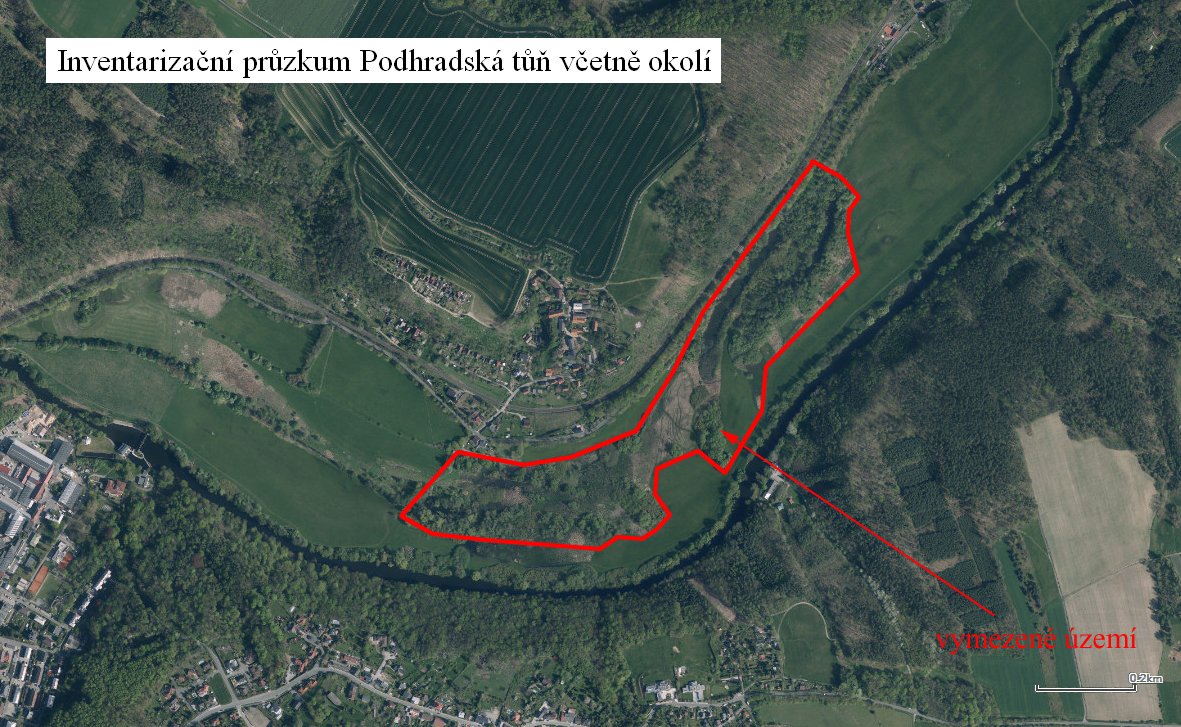 Inventarizační průzkum Podhradská tůň včetně okolí
vymezené území
0.2km